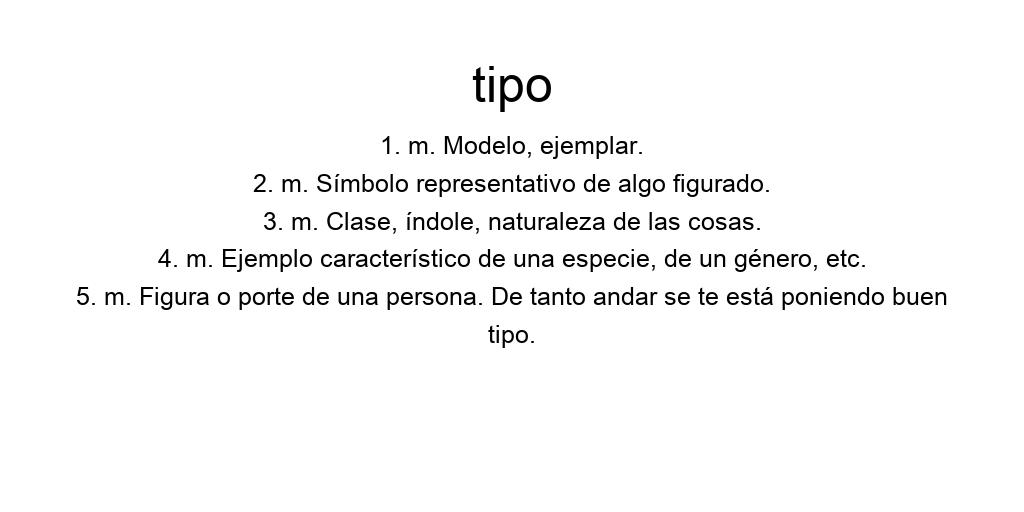 tipo
1. m. Modelo, ejemplar.
2. m. Símbolo representativo de algo figurado.
3. m. Clase, índole, naturaleza de las cosas.
4. m. Ejemplo característico de una especie, de un género, etc.
5. m. Figura o porte de una persona. De tanto andar se te está poniendo buen
tipo.